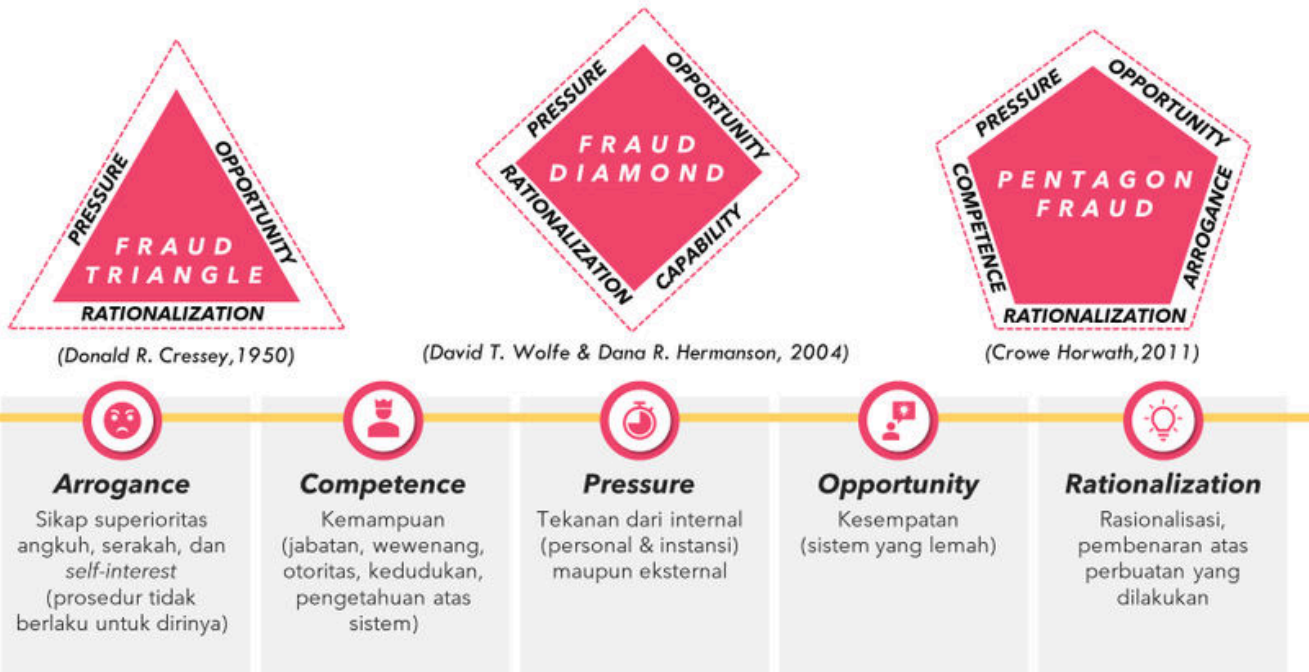 PRESSURE
OPPORTUNITY
FRAUD
TRIANGLE
RATIONALIZATION
(Donald R. Cressey,1950)
PRESSURE
OPPORTUNITY
FRAUD
DIAMOND
RATIONALIZATION
CAPABILITY
(David T. Wolfe & Dana R. Hermanson, 2004)
PRESSURE
OPPORTUNITY
PENTAGON
FRAUD
COMPETENCE
ARROGANCE
RATIONALIZATION
(Crowe Horwath,2011)
Arrogance
Sikap superioritas
angkuh, serakah, dan
self-interest
(prosedur tidak
berlaku untuk dirinya)
Competence
Kemampuan
(jabatan, wewenang,
otoritas, kedudukan,
pengetahuan atas
sistem)
Pressure
Tekanan dari internal
(personal & instansi)
maupun eksternal
Opportunity
Kesempatan
(sistem yang lemah)
Rationalization
Rasionalisasi,
pembenaran atas
perbuatan yang
dilakukan